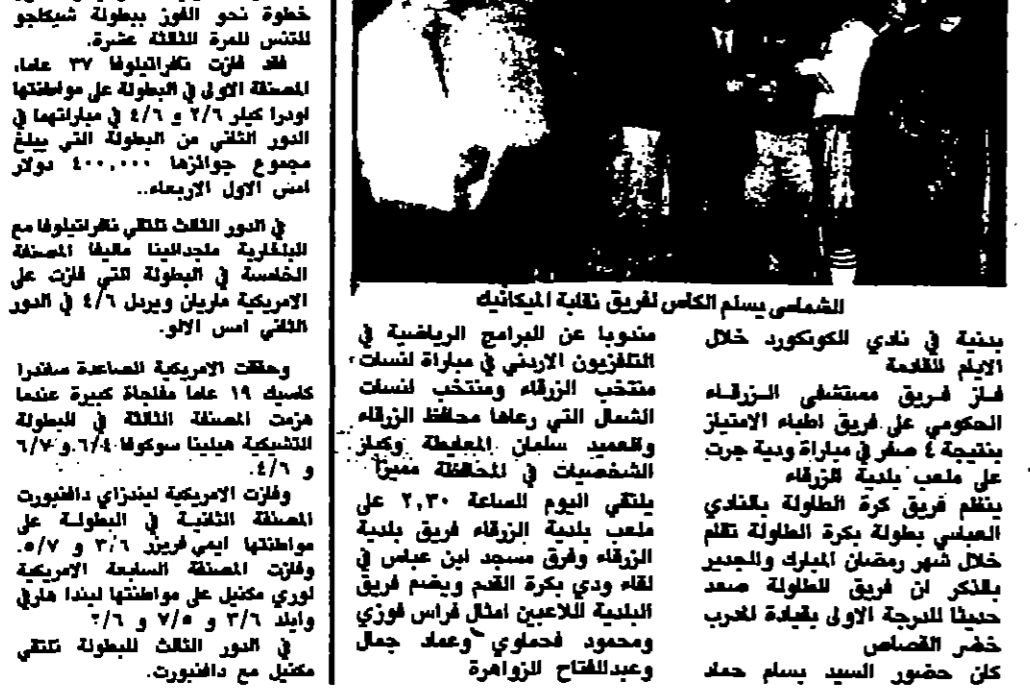 الشماسي يسلم الكاس لفريق نقابة الميكانيك
بدنية في نادي الكونكورد خلال
الايام القادمة
فاز فريق مستشفى الزرقاء
الحكومي على فريق اطباء الامتياز
بنتيجة ٤ صفر في مباراة ودية جرت
على ملعب بلدية الزرقاء
ينظم فريق كرة الطاولة بالنادي
العباسي بطولة بكرة الطاولة تقام
خلال شهر رمضان المبارك والجدير
بالذكر ان فريق الطاولة صعد
حديثا للدرجة الاولى بقيادة المدرب
خضر القصاص
كان حضور السيد بسام حماد
مندوبا عن البرامج الرياضية في
التلفزيون الاردني في مباراة انسات
منتخب الزرقاء ومنتخب انسات
الشمال التي رعاها محافظ الزرقاء
والعميد سلمان المعايطة وكبار
الشخصيات في المحافظة مميزا
يلتقي اليوم الساعة ٢,٣٠ على
ملعب بلدية الزرقاء فريق بلدية
الزرقاء وفرق مسجد ابن عباس في
لقاء ودي بكرة القدم ويضم فريق
البلدية اللاعبين امثال فراس فوزي
ومحمود فحماوي وعماد جمال
وعبدالفتاح الزواهرة
خطوة نحو الفوز ببطولة شيكاجو
للتنس للمرة الثالثة عشرة.
فقد فازت نافراتيلوفا ٣٧ عاما،
المصنفة الاولى في البطولة على مواطنتها
اودرا كيلر ٢/٦ و ٤/٦ في مباراتهما في
الدور الثاني من البطولة التي يبلغ
مجموع جوائزها ٤٠٠,٠٠٠ دولار
امس الاول الاربعاء..
في الدور الثالث تلتقي نافراتيلوفا مع
البلغارية ماجدالينا ماليفا المصنفة
الخامسة في البطولة التي فازت على
الامريكية ماريان ويردل ٤/٦ في الدور
الثاني امس الالو.
وحققت الامريكية الصاعدة ساندرا
كاسيك ١٩ عاما مفاجاة كبيرة عندما
هزمت المصنفة الثالثة في البطولة
التشيكية هيلينا سوكوفا ٦/٤ و ٦/٧
و ٤/٦.
وفازت الامريكية ليندزاي دافنبورت
المصنفة الثانية في البطولة على
مواطنتها ايمي فريزر ٣/٦ و ٥/٧.
وفازت المصنفة السابعة الامريكية
لوري مكنيل على مواطنتها ليندا هارفي
وايلد ٣/٦ و ٧/٥ و ٢/٦
في الدور الثالث للبطولة تلتقي
مكنيل مع دافنبورت.